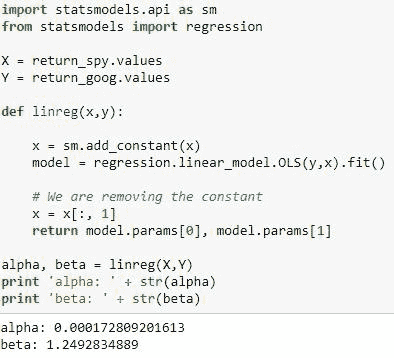 import statsmodels.api as sm
from statsmodels import regression

X = return_spy.values
Y = return_goog.values

def linreg(x,y):

    x = sm.add_constant(x)
    model = regression.linear_model.OLS(y,x).fit()

    # We are removing the constant
    x = x[:, 1]
    return model.params[0], model.params[1]

alpha, beta = linreg(X,Y)
print 'alpha: ' + str(alpha)
print 'beta: ' + str(beta)

alpha: 0.000172809201613
beta: 1.2492834889